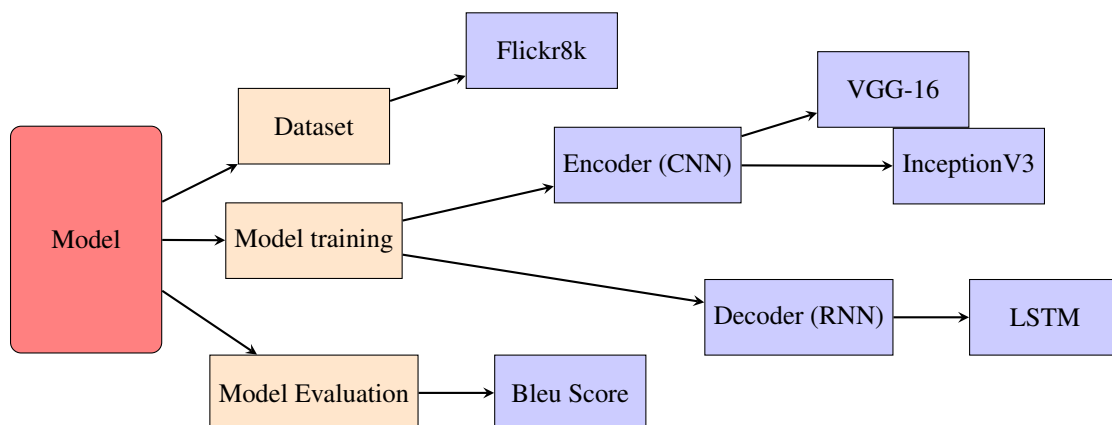 Flickr8k
VGG-16
Dataset
Encoder (CNN)
InceptionV3
Model
Model training
Decoder (RNN)
LSTM
Model Evaluation
Bleu Score